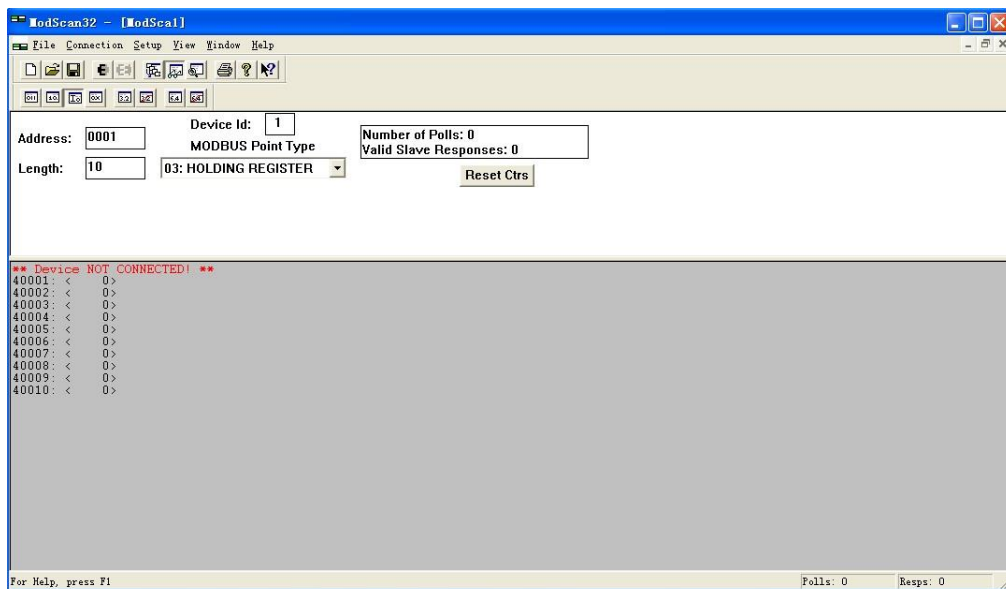 ModScan32 - [ModSca1]
File Connection Setup View Window Help
Address: 0001
Device Id: 1
MODBUS Point Type
Length: 10
03: HOLDING REGISTER
Number of Polls: 0
Valid Slave Responses: 0
Reset Ctrs
** Device NOT CONNECTED! **
40001: <    0>
40002: <    0>
40003: <    0>
40004: <    0>
40005: <    0>
40006: <    0>
40007: <    0>
40008: <    0>
40009: <    0>
40010: <    0>
For Help, press F1
Polls: 0
Resps: 0